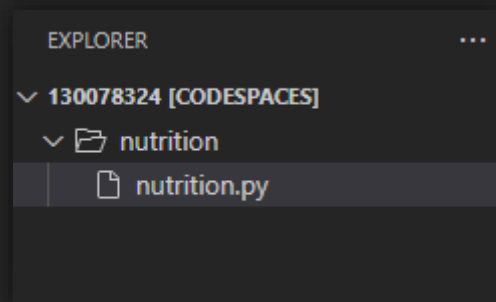 EXPLORER
130078324 [CODESPACES]
nutrition
nutrition.py